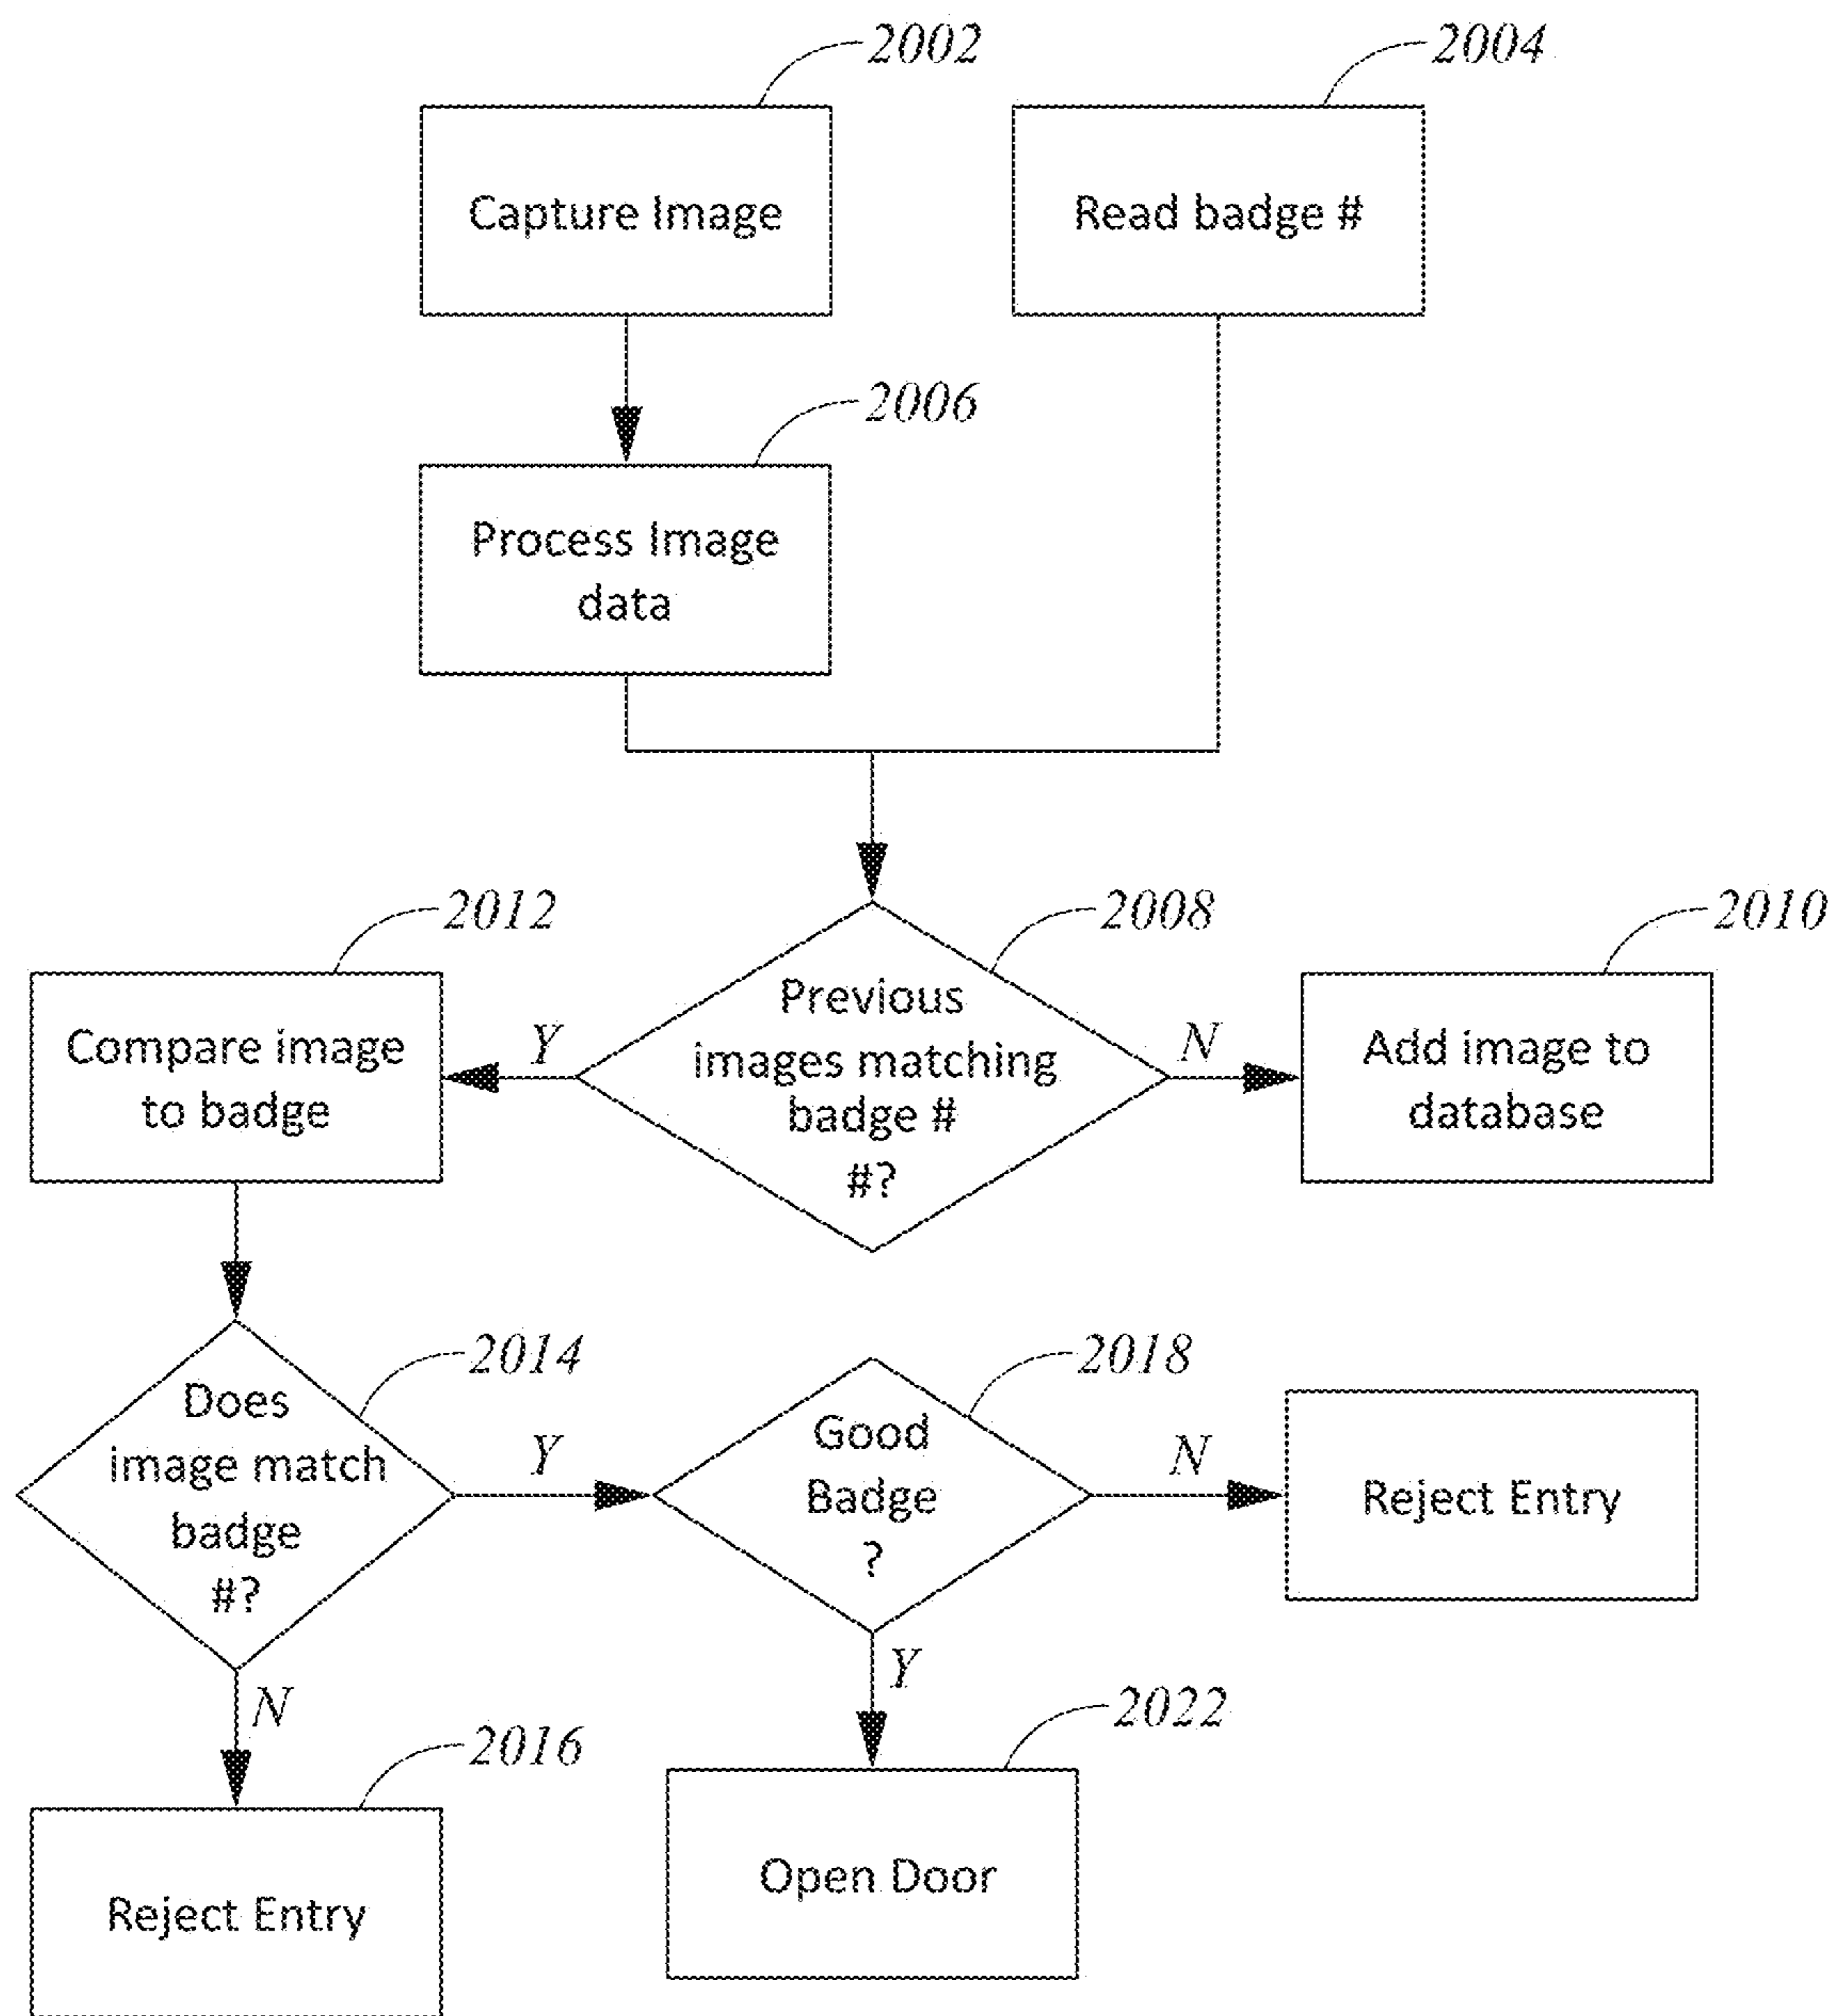 2002
2004
Capture Image
Read badge #
2006
Process Image
data
2012
2008
2010
Compare image
to badge
Y
Previous
images matching
badge #
#?
N
Add image to
database
2014
2018
Does
image match
badge
#?
Y
Good
Badge
?
N
Reject Entry
N
Y
2016
2022
Reject Entry
Open Door